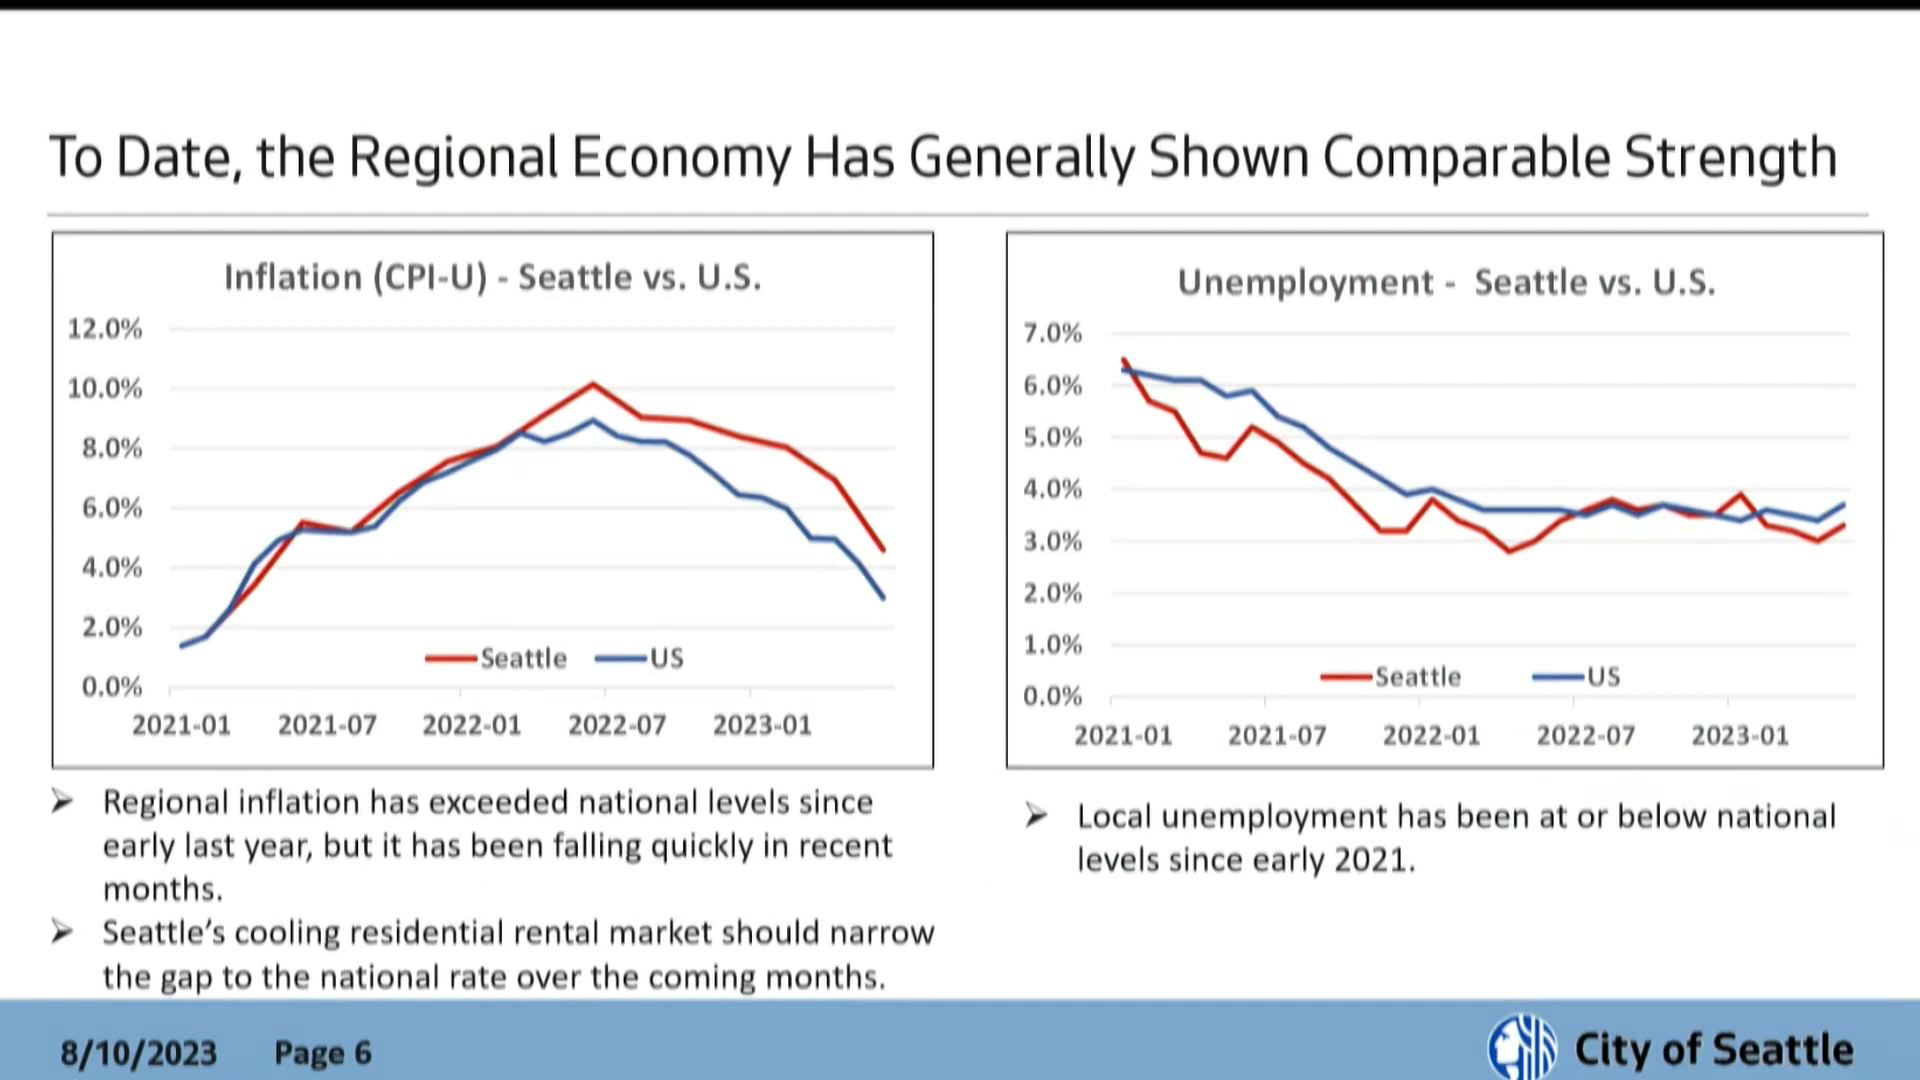 To Date, the Regional Economy Has Generally Shown Comparable Strength
Inflation (CPI-U) - Seattle vs. U.S.
12.0%
10.0%
8.0%
6.0%
4.0%
2.0%
0.0%
Seattle
US
2021-01
2021-07
2022-01
2022-07
2023-01
Unemployment - Seattle vs. U.S.
7.0%
6.0%
5.0%
4.0%
3.0%
2.0%
1.0%
0.0%
Seattle
US
2021-01
2021-07
2022-01
2022-07
2023-01
➢ Regional inflation has exceeded national levels since
early last year, but it has been falling quickly in recent
months.
➢ Seattle’s cooling residential rental market should narrow
the gap to the national rate over the coming months.
➢ Local unemployment has been at or below national
levels since early 2021.
8/10/2023
Page 6
City of Seattle